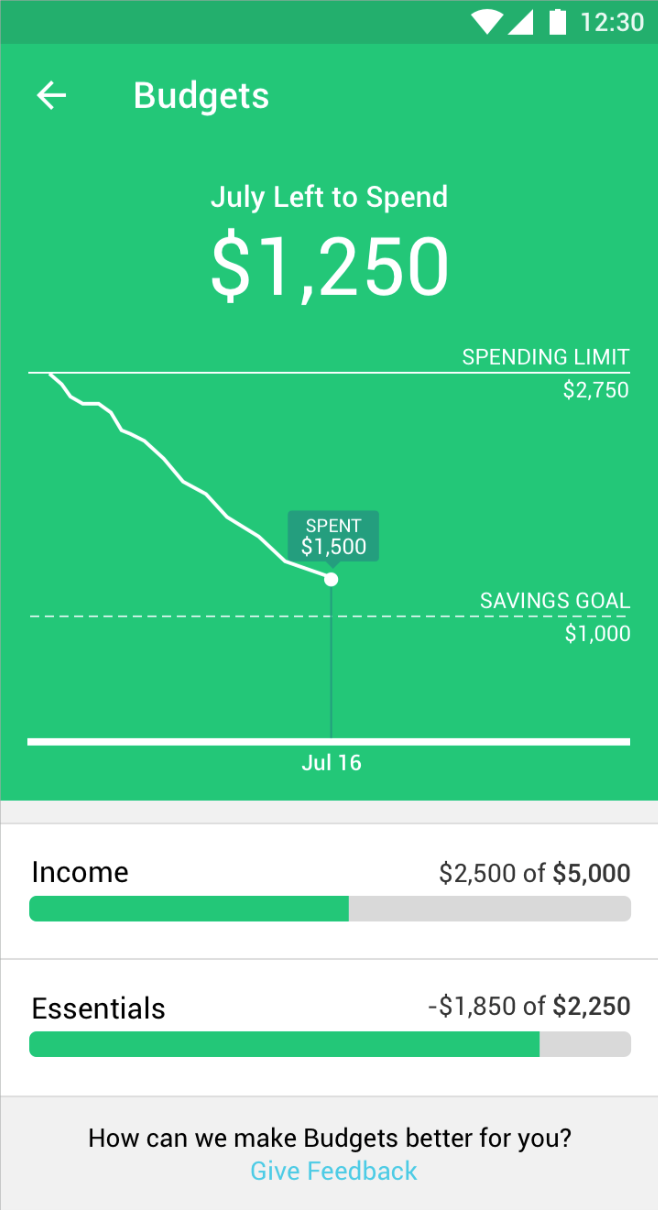 12:30
Budgets
July Left to Spend
$1,250
SPENDING LIMIT
$2,750
SPENT
$1,500
SAVINGS GOAL
$1,000
Jul 16
Income
$2,500 of $5,000
Essentials
-$1,850 of $2,250
How can we make Budgets better for you?
Give Feedback